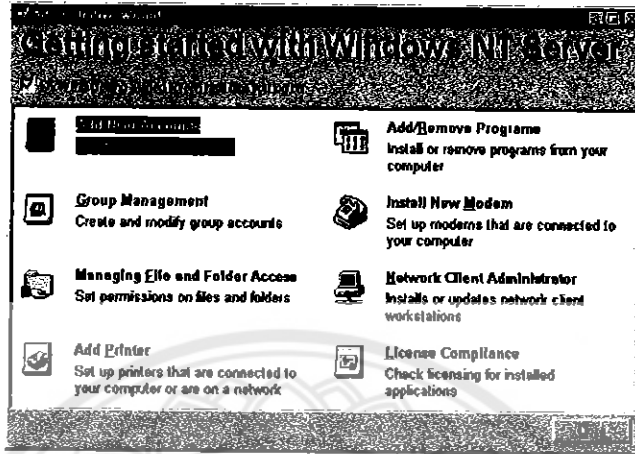 Getting started with Windows NT Server
Add New Accounts
Group Management
Create and modify group accounts
Managing File and Folder Access
Set permissions on files and folders
Add Printer
Set up printers that are connected to
your computer or are on a network
Add/Remove Programs
Install or remove programs from your
computer
Install New Modem
Set up modems that are connected to
your computer
Network Client Administrator
Installs or updates network client
workstations
License Compliance
Check licensing for installed
applications